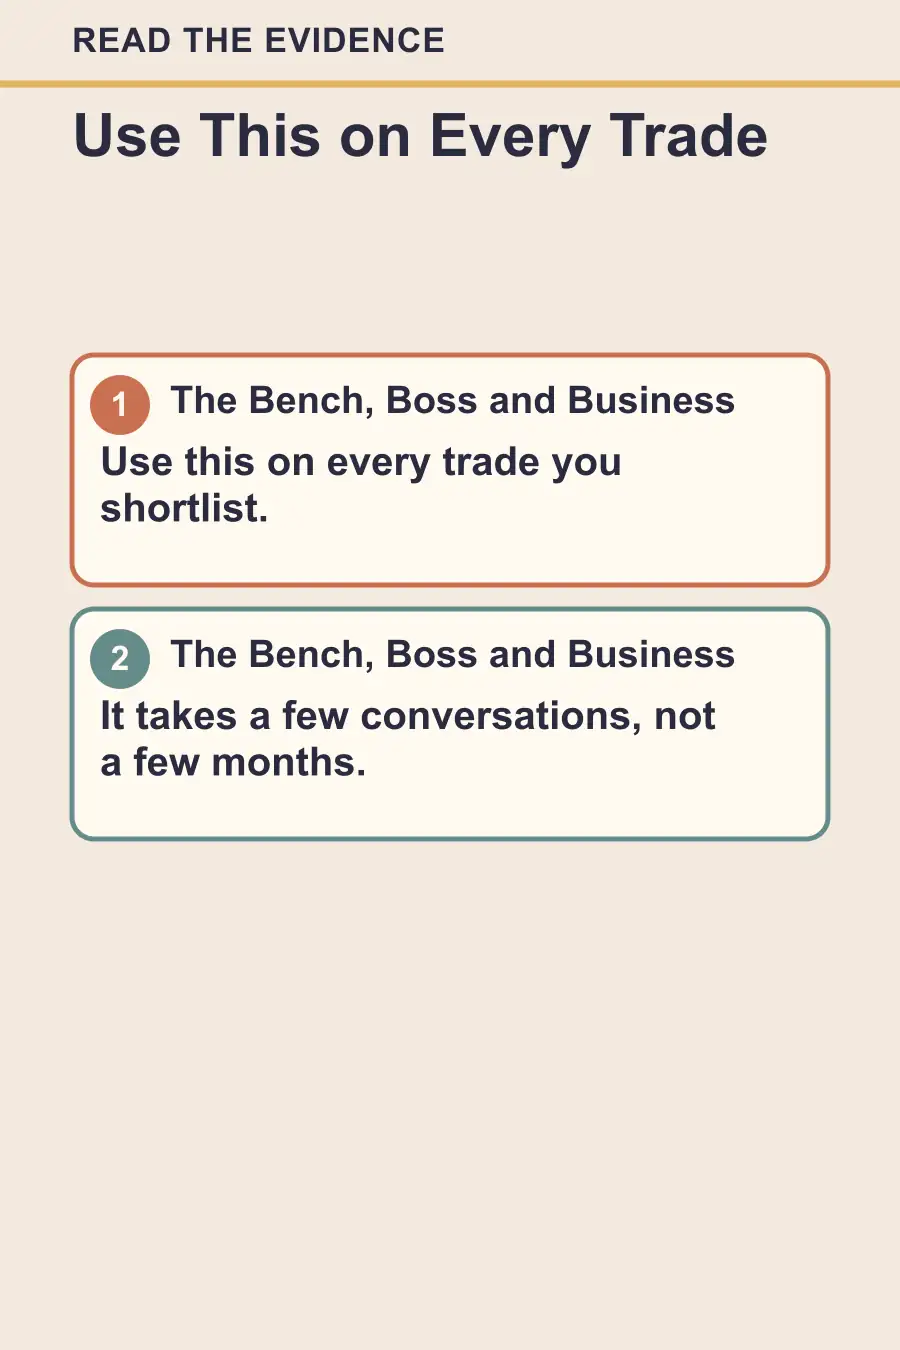 READ THE EVIDENCE
Use This on Every Trade
1 The Bench, Boss and Business
Use this on every trade you
shortlist.
2 The Bench, Boss and Business
It takes a few conversations, not
a few months.